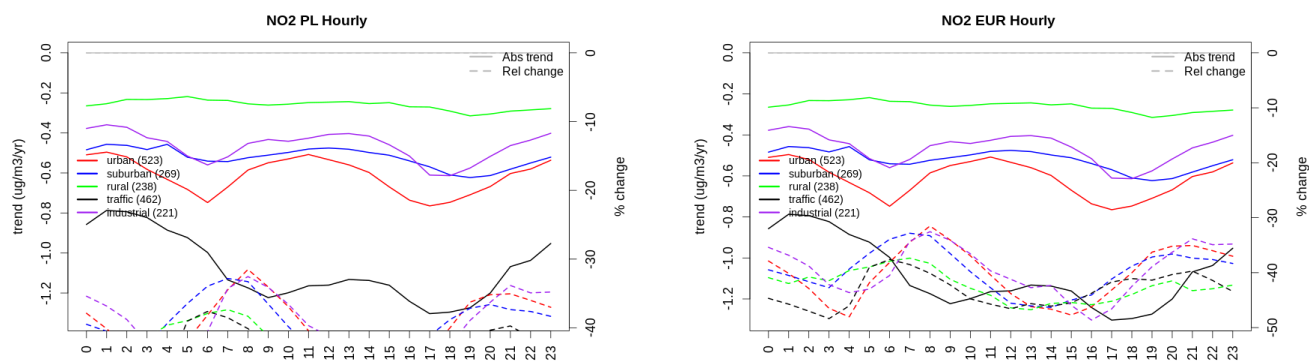 NO2 PL Hourly
Abs trend
Rel change
urban (523)
suburban (269)
rural (238)
traffic (462)
industrial (221)
trend (ug/m3/yr)
0.0
-0.2
-0.4
-0.6
-0.8
-1.0
-1.2
% change
0
-10
-20
-30
-40
0 1 2 3 4 5 6 7 8 9 10 11 12 13 14 15 16 17 18 19 20 21 22 23
NO2 EUR Hourly
Abs trend
Rel change
urban (523)
suburban (269)
rural (238)
traffic (462)
industrial (221)
trend (ug/m3/yr)
0.0
-0.2
-0.4
-0.6
-0.8
-1.0
-1.2
% change
0
-10
-20
-30
-40
-50
0 1 2 3 4 5 6 7 8 9 10 11 12 13 14 15 16 17 18 19 20 21 22 23